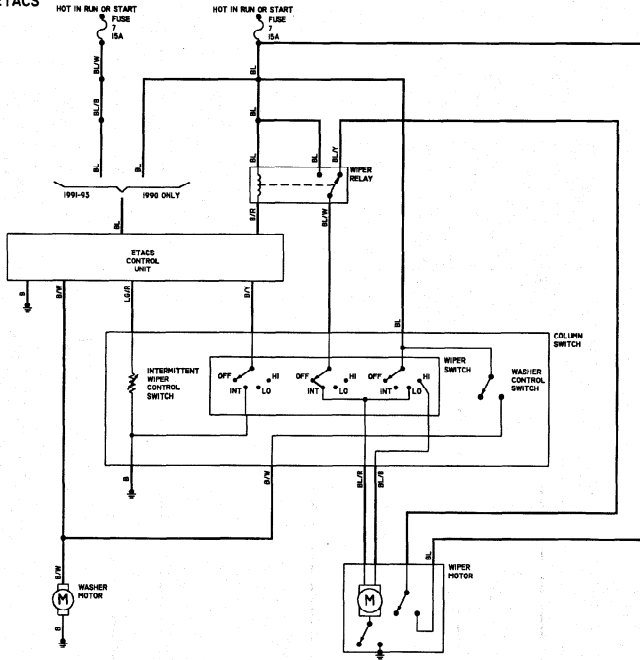 ETACS
HOT IN RUN OR START
FUSE
7
15A
HOT IN RUN OR START
FUSE
7
15A
BL/W
BL/B
BL
BL
BL
BL
BL
BL
BL/Y
WIPER
RELAY
1991-93
1990 ONLY
BL
B/R
BL/W
ETACS
CONTROL
UNIT
B
B/W
LG/R
B/Y
BL
COLUMN
SWITCH
INTERMITTENT
WIPER
CONTROL
SWITCH
OFF
INT
LO
HI
OFF
INT
LO
HI
OFF
INT
LO
HI
WIPER
SWITCH
WASHER
CONTROL
SWITCH
B
B/W
BL/R
BL/B
B/W
WASHER
MOTOR
M
B
BL
WIPER
MOTOR
M